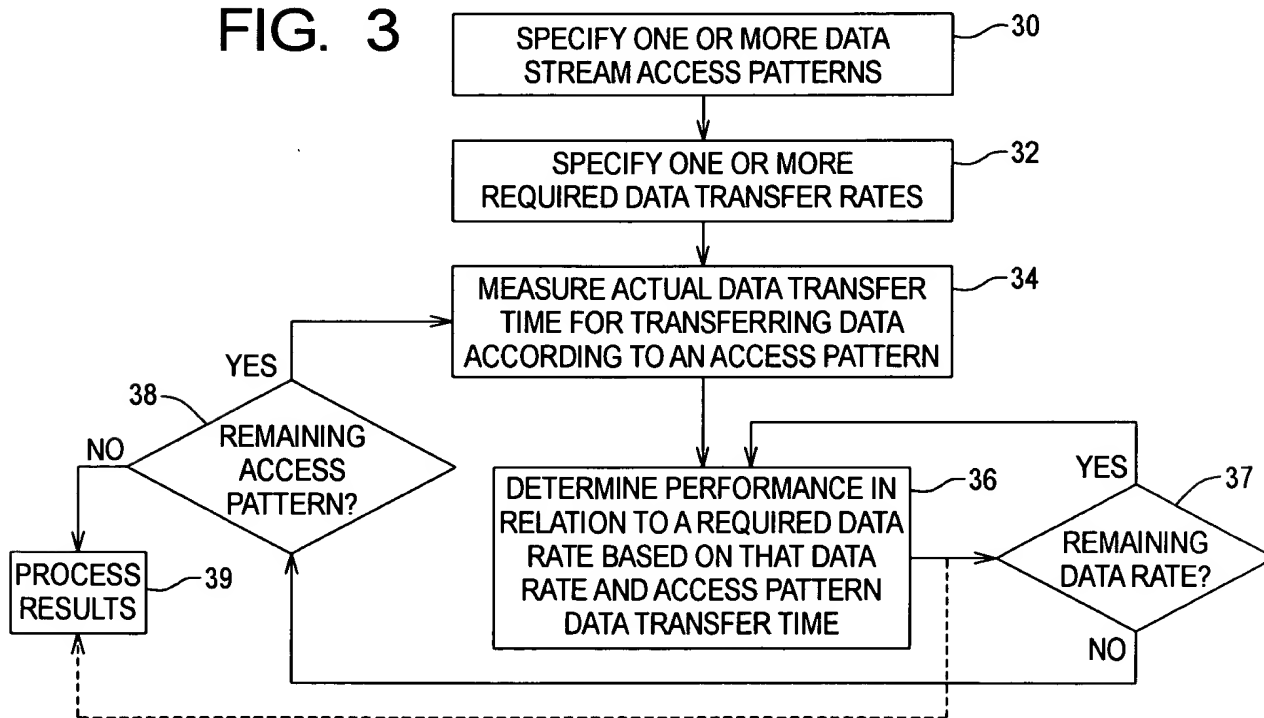 FIG. 3
SPECIFY ONE OR MORE DATA
STREAM ACCESS PATTERNS
30
SPECIFY ONE OR MORE
REQUIRED DATA TRANSFER RATES
32
MEASURE ACTUAL DATA TRANSFER
TIME FOR TRANSFERRING DATA
ACCORDING TO AN ACCESS PATTERN
34
YES
38
NO
REMAINING
ACCESS
PATTERN?
DETERMINE PERFORMANCE IN
RELATION TO A REQUIRED DATA
RATE BASED ON THAT DATA
RATE AND ACCESS PATTERN
DATA TRANSFER TIME
36
YES
37
REMAINING
DATA RATE?
NO
PROCESS
RESULTS
39